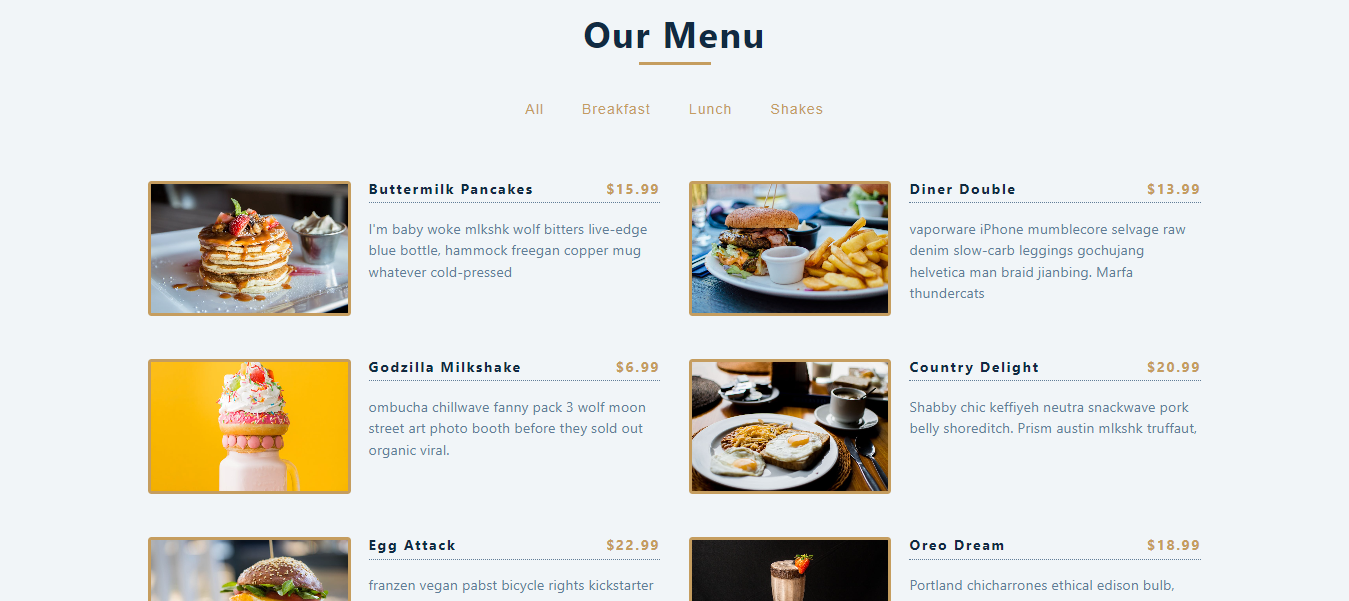 Our Menu
All Breakfast Lunch Shakes
Buttermilk Pancakes $15.99
I'm baby woke mlkshk wolf bitters live-edge
blue bottle, hammock freegan copper mug
whatever cold-pressed
Diner Double $13.99
vaporware iPhone mumblecore selvage raw
denim slow-carb leggings gochujang
helvetica man braid jianbing. Marfa
thundercats
Godzilla Milkshake $6.99
ombucha chillwave fanny pack 3 wolf moon
street art photo booth before they sold out
organic viral.
Country Delight $20.99
Shabby chic keffiyeh neutra snackwave pork
belly shoreditch. Prism austin mlkshk truffaut,
Egg Attack $22.99
franzen vegan pabst bicycle rights kickstarter
Oreo Dream $18.99
Portland chicharrones ethical edison bulb,